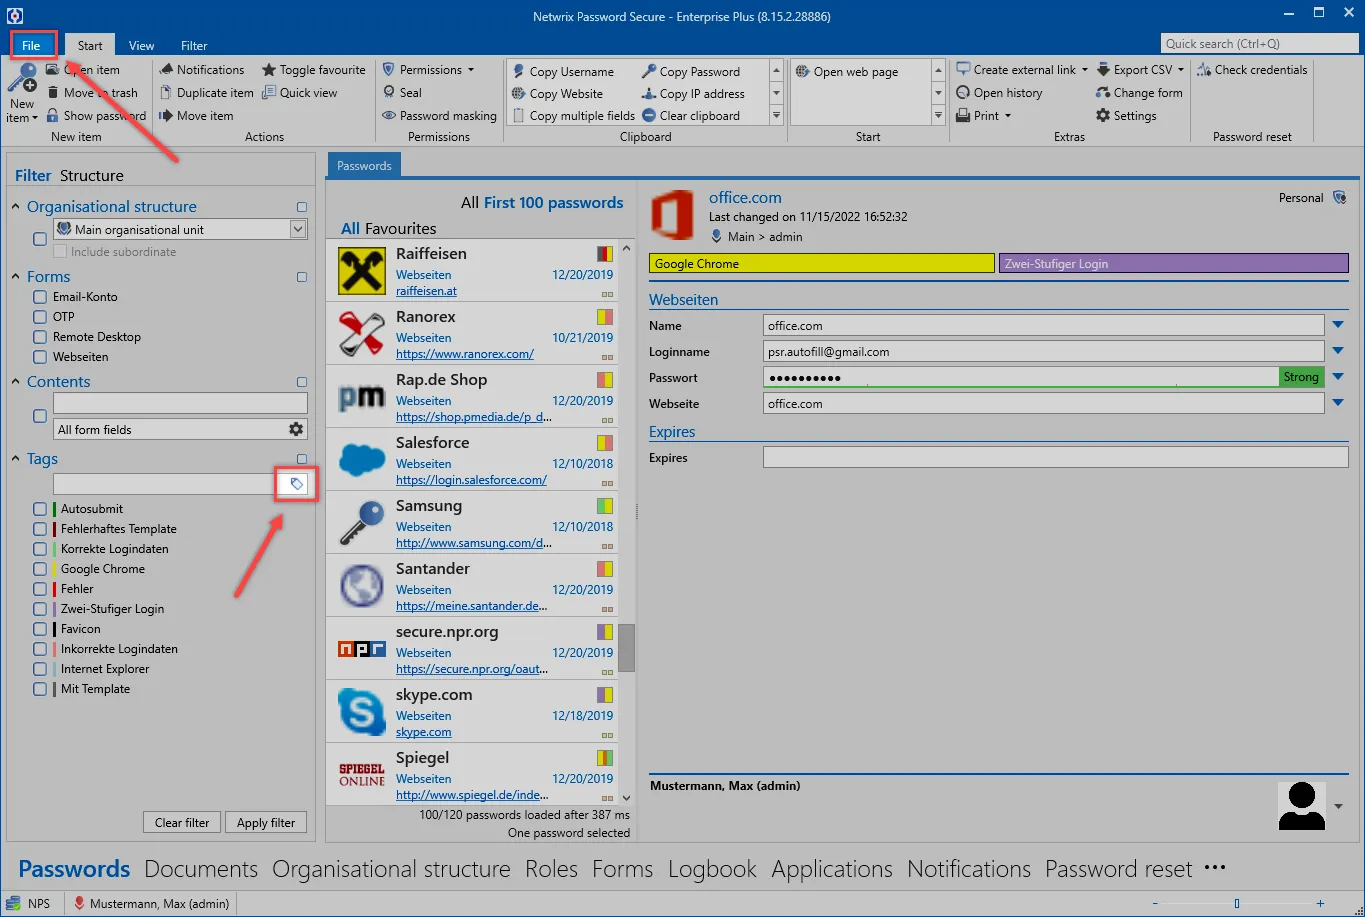 Netwrix Password Secure - Enterprise Plus (8.15.2.28886)
File Start View Filter
Quick search (Ctrl+Q)
New item
Open item
Move to trash
Show password
New item
Notifications
Duplicate item
Move item
Toggle favourite
Quick view
Actions
Permissions
Seal
Password masking
Permissions
Copy Username
Copy Website
Copy multiple fields
Copy Password
Copy IP address
Clear clipboard
Clipboard
Open web page
Start
Create external link
Open history
Print
Export CSV
Change form
Settings
Extras
Check credentials
Password reset
Filter Structure
Organisational structure
Main organisational unit
Include subordinate
Forms
Email-Konto
OTP
Remote Desktop
Webseiten
Contents
All form fields
Tags
Autosubmit
Fehlerhaftes Template
Korrekte Logindaten
Google Chrome
Fehler
Zwei-Stufiger Login
Favicon
Inkorrekte Logindaten
Internet Explorer
Mit Template
Clear filter Apply filter
Passwords
All First 100 passwords
All Favourites
Raiffeisen
Webseiten 12/20/2019
raiffeisen.at
Ranorex
Webseiten 10/21/2019
https://www.ranorex.com/
pm
Rap.de Shop
Webseiten 12/20/2019
https://shop.pmedia.de/p_d...
Salesforce
Webseiten 12/10/2018
https://login.salesforce.com/
Samsung
Webseiten 12/10/2018
http://www.samsung.com/d...
Santander
Webseiten 12/20/2019
https://meine.santander.de...
npr
secure.npr.org
Webseiten 12/20/2019
https://secure.npr.org/oaut...
S
skype.com
Webseiten 12/18/2019
skype.com
SPIEGEL ONLINE
Spiegel
Webseiten 12/20/2019
http://www.spiegel.de/inde...
100/120 passwords loaded after 387 ms
One password selected
office.com
Last changed on 11/15/2022 16:52:32
Main > admin
Personal
Google Chrome
Zwei-Stufiger Login
Webseiten
Name office.com
Loginname psr.autofill@gmail.com
Passwort ●●●●●●●●●● Strong
Webseite office.com
Expires
Expires
Mustermann, Max (admin)
Passwords Documents Organisational structure Roles Forms Logbook Applications Notifications Password reset •••
NPS Mustermann, Max (admin)